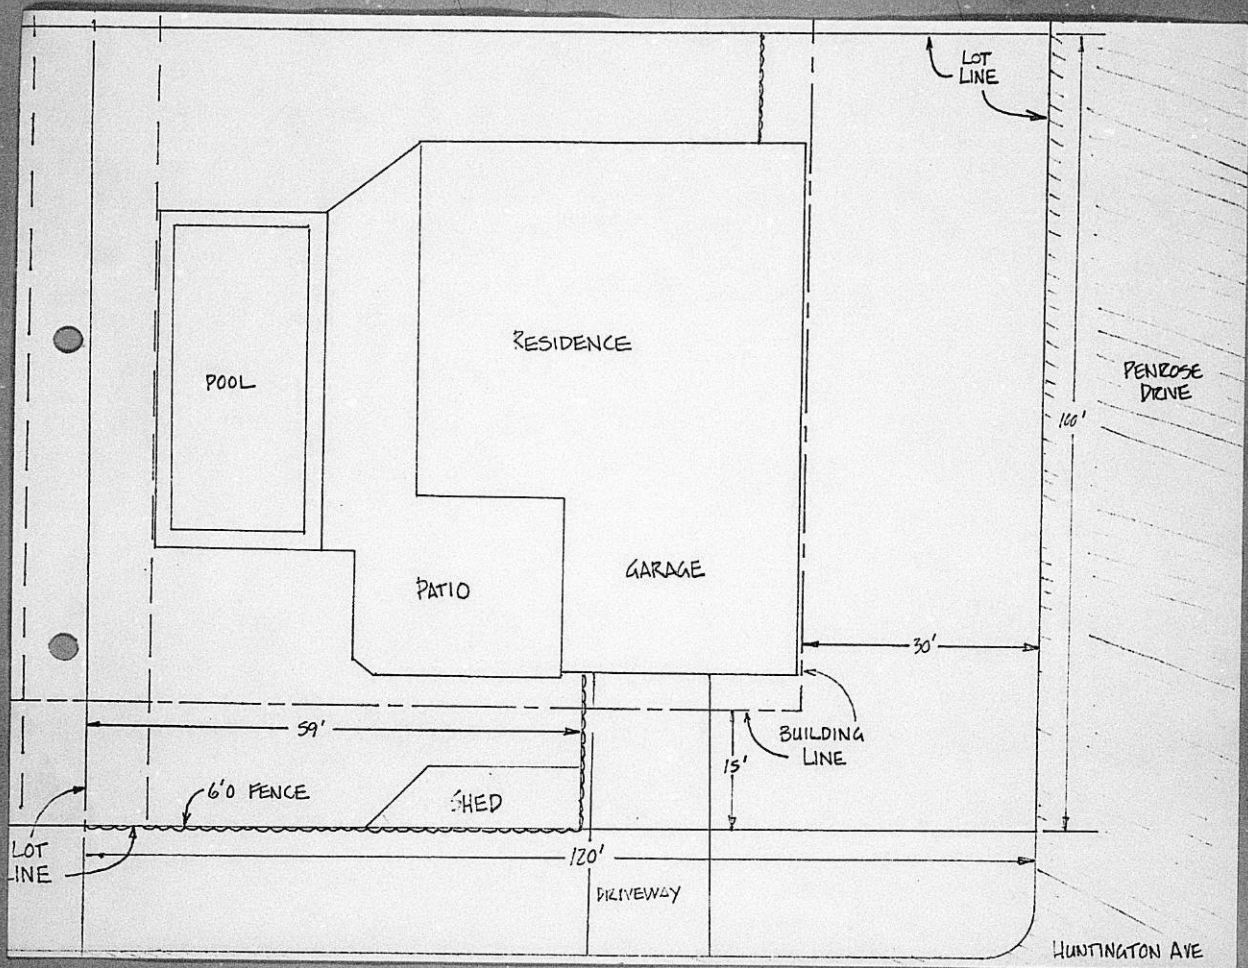 LOT
LINE
RESIDENCE
PENROSE
DRIVE
POOL
100'
GARAGE
PATIO
30'
59'
BUILDING
LINE
15'
6'0 FENCE
SHED
LOT
LINE
120'
DRIVEWAY
HUNTINGTON AVE